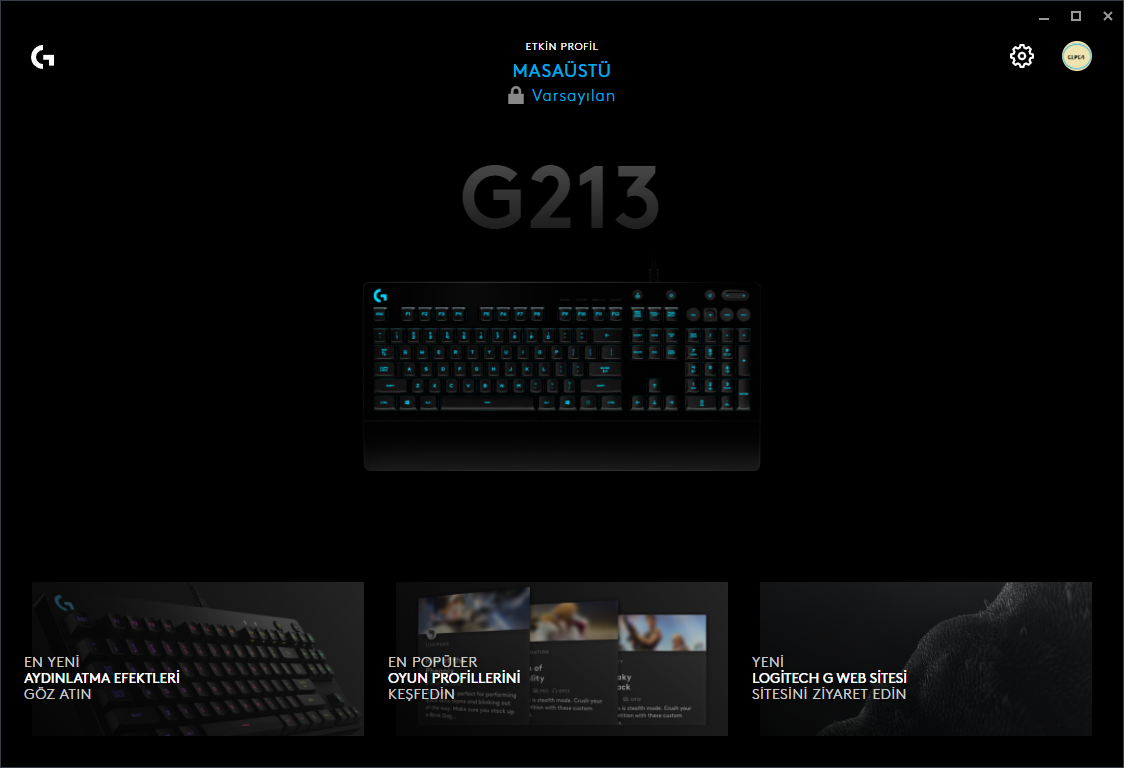 ETKİN PROFİL
MASAÜSTÜ
Varsayılan
G213
EN YENİ
AYDINLATMA EFEKTLERİ
GÖZ ATIN
EN POPÜLER
OYUN PROFİLLERİNİ
KEŞFEDİN
YENİ
LOGITECH G WEB SİTESİ
SİTESİNİ ZİYARET EDİN